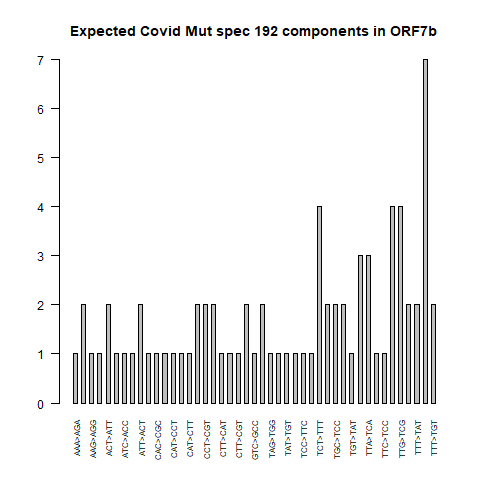 Expected Covid Mut spec 192 components in ORF7b
7
6
5
4
3
2
1
0
AAA>AGA
AAG>AGG
ACT>ATT
ATC>ACC
ATT>ACT
CAC>CGC
CAT>CCT
CAT>CTT
CCT>CGT
CTT>CAT
CTT>CGT
GTC>GCC
TAG>TGG
TAT>TGT
TCC>TTC
TCT>TTT
TGC>TCC
TGT>TAT
TTA>TCA
TTC>TCC
TTG>TCG
TTT>TAT
TTT>TGT